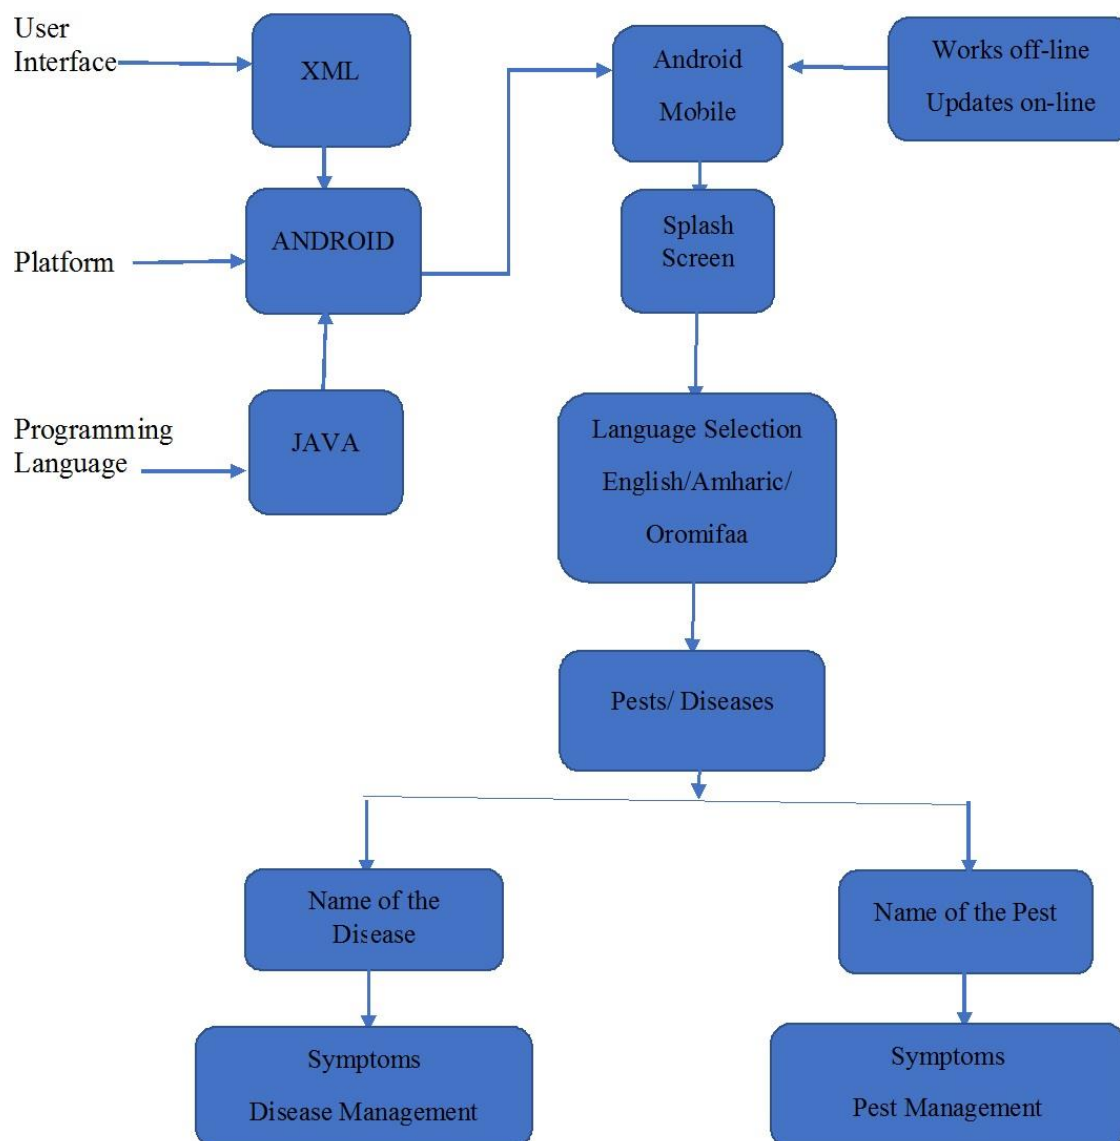 User
Interface
XML
Android
Mobile
Works off-line
Updates on-line
Platform
ANDROID
Splash
Screen
Programming
Language
JAVA
Language Selection
English/Amharic/
Oromifaa
Pests/ Diseases
Name of the
Disease
Name of the Pest
Symptoms
Disease Management
Symptoms
Pest Management